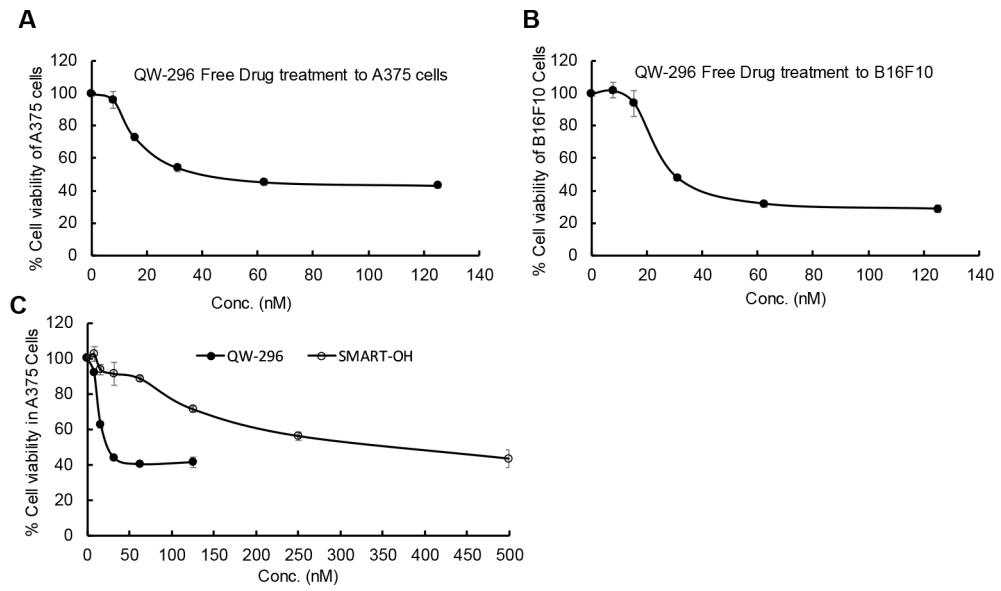 A
% Cell viability of A375 cells
120
100
80
60
40
20
0
QW-296 Free Drug treatment to A375 cells
0 20 40 60 80 100 120 140
Conc. (nM)
B
% Cell viability of B16F10 Cells
120
100
80
60
40
20
0
QW-296 Free Drug treatment to B16F10
0 20 40 60 80 100 120 140
Conc. (nM)
C
% Cell viability in A375 Cells
120
100
80
60
40
20
0
QW-296 SMART-OH
0 50 100 150 200 250 300 350 400 450 500
Conc. (nM)